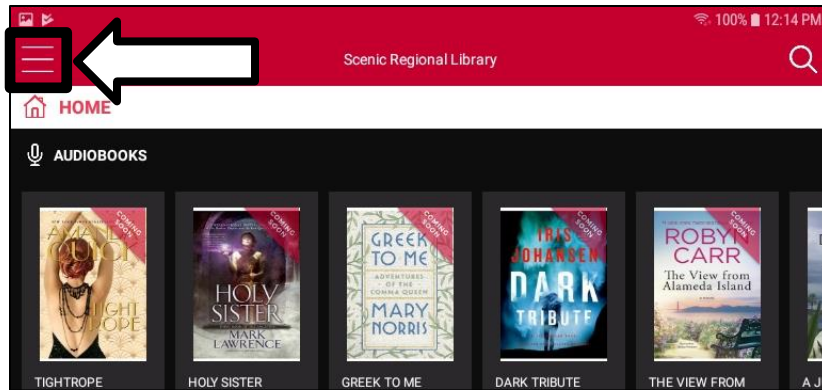 100% 12:14 PM
Scenic Regional Library
HOME
AUDIOBOOKS
COMING SOON
AMANDA QUICK
TIGHT
ROPE
COMING SOON
HOLY
SISTER
MARK
LAWRENCE
COMING SOON
GREEK
TO ME
ADVENTURES
OF THE
COMMA QUEEN
MARY
NORRIS
COMING SOON
IRIS
JOHANSEN
DARK
TRIBUTE
COMING SOON
ROBYN
CARR
The View from
Alameda Island
TIGHTROPE
HOLY SISTER
GREEK TO ME
DARK TRIBUTE
THE VIEW FROM
A J